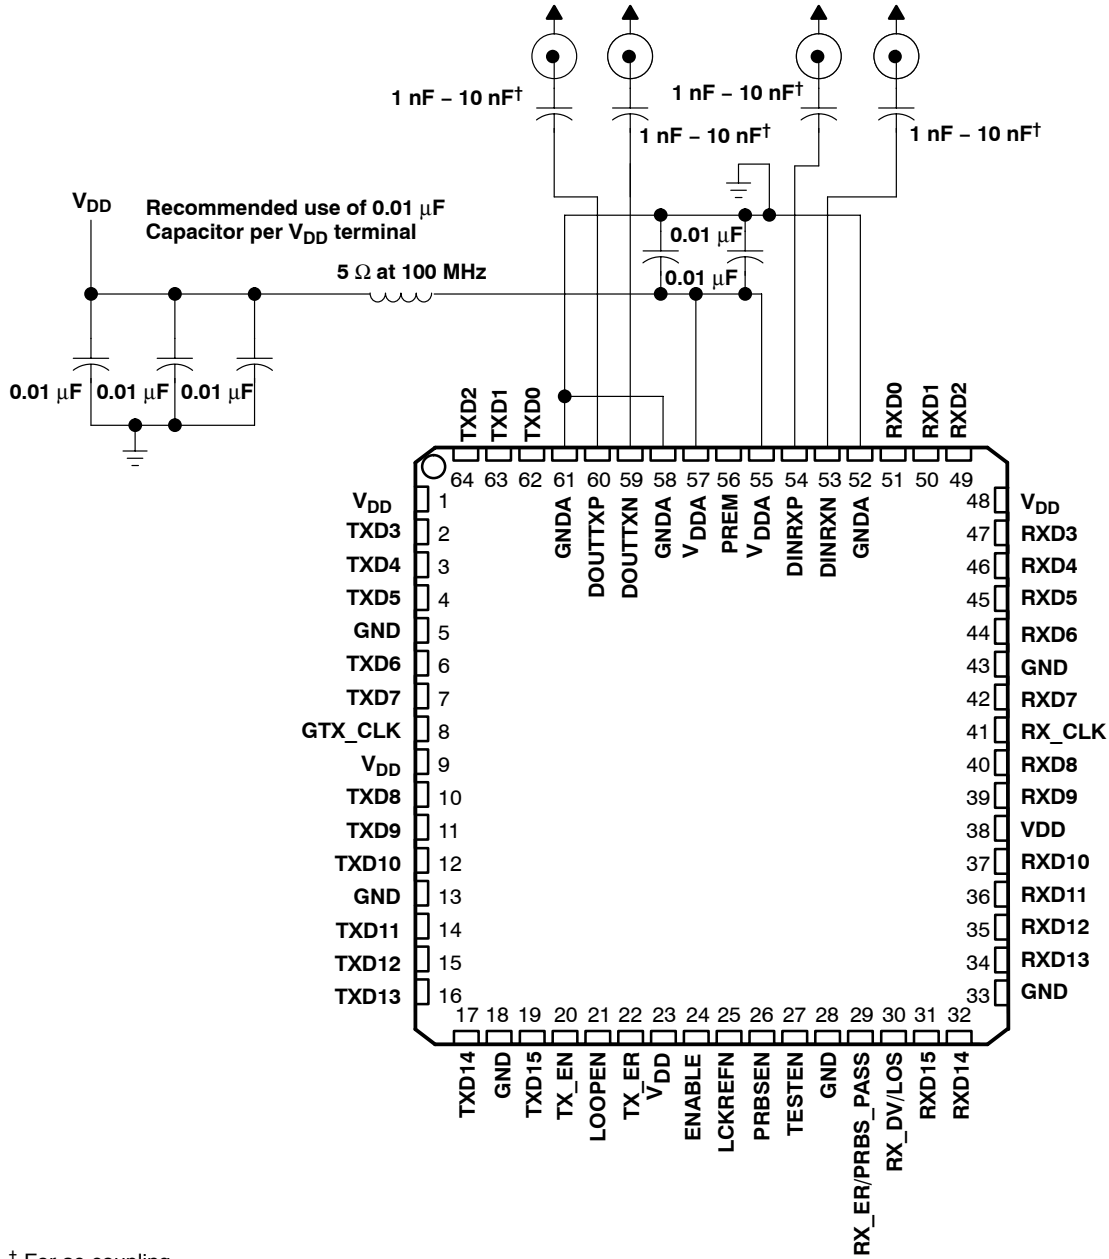 1 nF – 10 nF†
1 nF – 10 nF†
1 nF – 10 nF†
1 nF – 10 nF†
VDD
Recommended use of 0.01 μF
Capacitor per VDD terminal
5 Ω at 100 MHz
0.01 μF
0.01 μF
0.01 μF
0.01 μF
0.01 μF
TXD2
TXD1
TXD0
RXD0
RXD1
RXD2
64 63 62 61 60 59 58 57 56 55 54 53 52 51 50 49
GNDA
DOUTTXP
DOUTTXN
GNDA
VDDA
PREM
VDDA
DINRXP
DINRXN
GNDA
VDD 1
TXD3 2
TXD4 3
TXD5 4
GND 5
TXD6 6
TXD7 7
GTX_CLK 8
VDD 9
TXD8 10
TXD9 11
TXD10 12
GND 13
TXD11 14
TXD12 15
TXD13 16
48 VDD
47 RXD3
46 RXD4
45 RXD5
44 RXD6
43 GND
42 RXD7
41 RX_CLK
40 RXD8
39 RXD9
38 VDD
37 RXD10
36 RXD11
35 RXD12
34 RXD13
33 GND
17 18 19 20 21 22 23 24 25 26 27 28 29 30 31 32
TXD14
GND
TXD15
TX_EN
LOOPEN
TX_ER
VDD
ENABLE
LCKREFN
PRBSEN
TESTEN
GND
RX_ER/PRBS_PASS
RX_DV/LOS
RXD15
RXD14
† For ac coupling